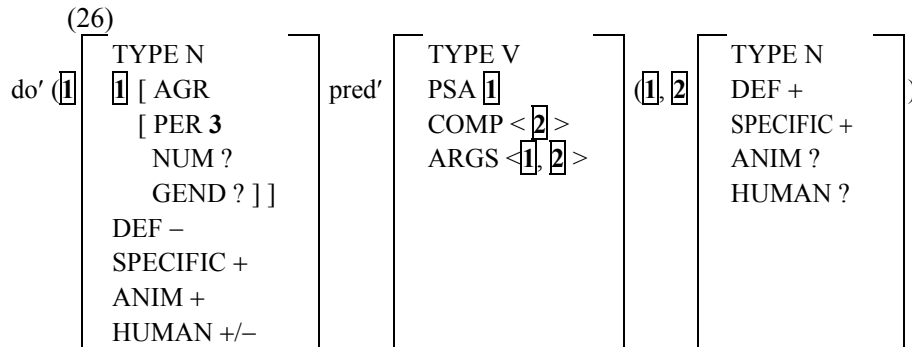 (26)
TYPE N TYPE V TYPE N
do′ (1 1 [ AGR pred′ PSA 1 (1, 2 DEF + )
[ PER 3 COMP < 2 > SPECIFIC +
NUM ? ARGS <1, 2 > ANIM ?
GEND ? ] ] HUMAN ?
DEF −
SPECIFIC +
ANIM +
HUMAN +/−